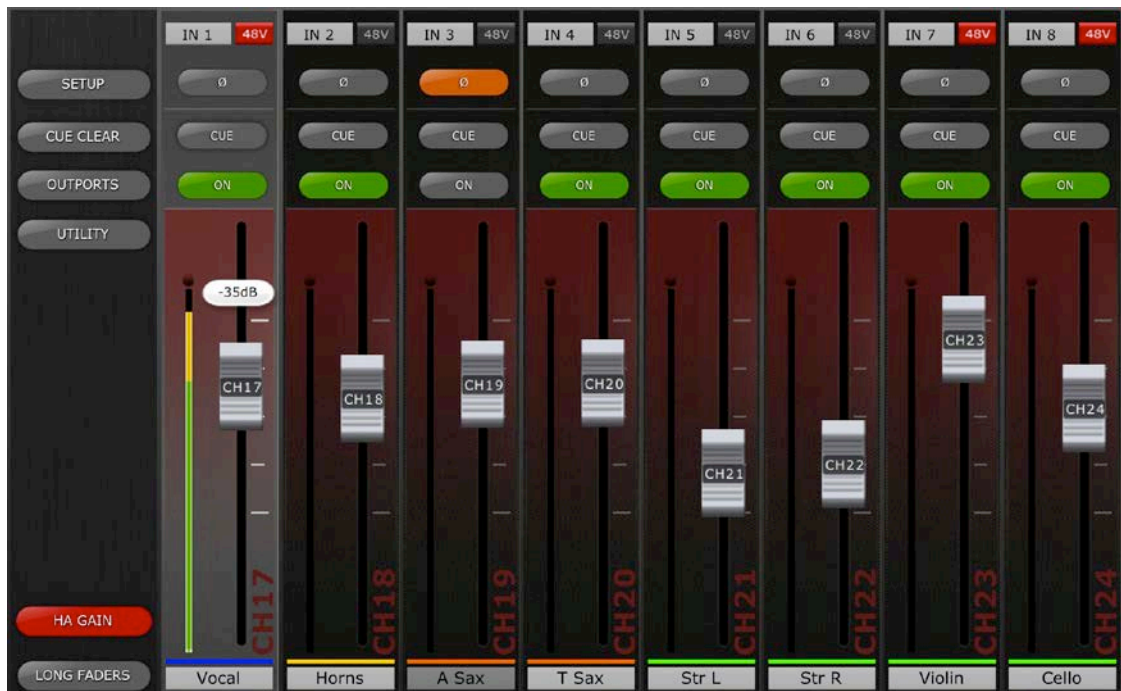 IN 1 48V IN 2 48V IN 3 48V IN 4 48V IN 5 48V IN 6 48V IN 7 48V IN 8 48V
SETUP Ø Ø Ø Ø Ø Ø Ø Ø
CUE CLEAR CUE CUE CUE CUE CUE CUE CUE CUE
OUTPORTS ON ON ON ON ON ON ON ON
UTILITY
-35dB
CH23
CH17 CH19 CH20
CH18 CH24
CH22
CH21
CH17 CH18 CH19 CH20 CH21 CH22 CH23 CH24
HA GAIN
LONG FADERS Vocal Horns A Sax T Sax Str L Str R Violin Cello